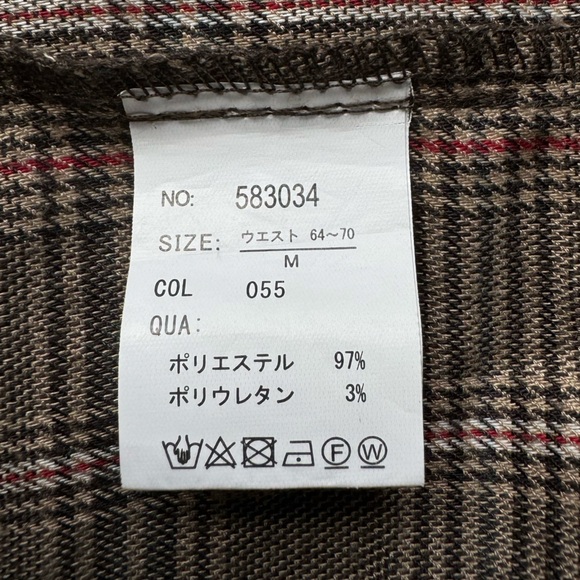 NO: 583034
SIZE: ウエスト 64～70
M
COL 055
QUA:
ポリエステル 97%
ポリウレタン 3%
F W